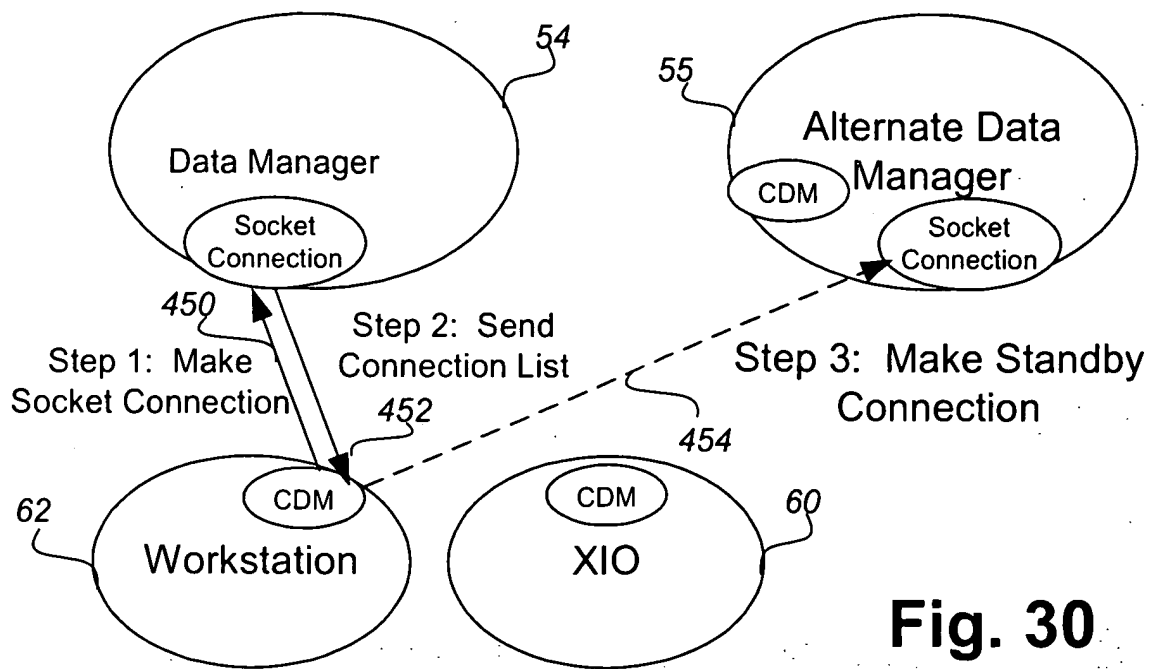 54
55
Data Manager
Socket
Connection
Alternate Data
Manager
CDM
Socket
Connection
450
Step 1: Make
Socket Connection
Step 2: Send
Connection List
452
Step 3: Make Standby
Connection
454
62
CDM
Workstation
CDM
XIO
60
Fig. 30